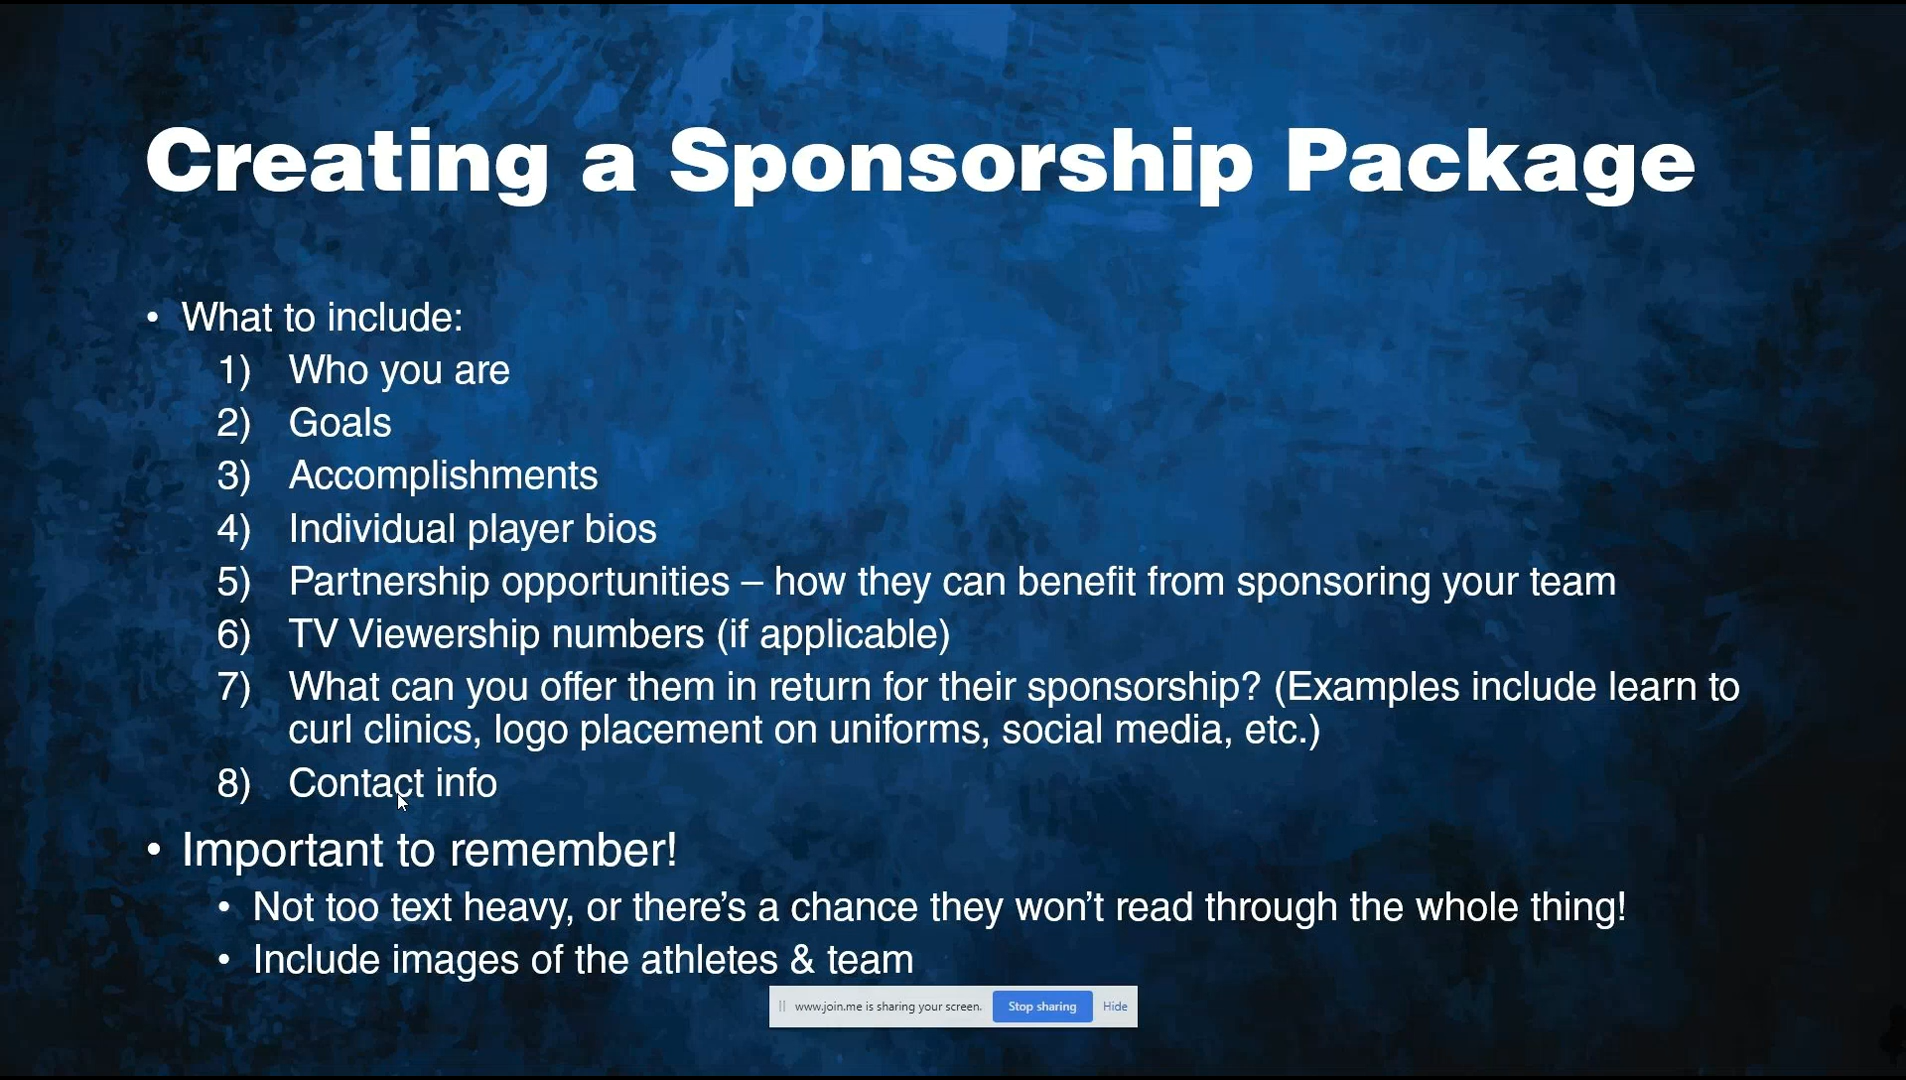 Creating a Sponsorship Package
• What to include:
1) Who you are
2) Goals
3) Accomplishments
4) Individual player bios
5) Partnership opportunities – how they can benefit from sponsoring your team
6) TV Viewership numbers (if applicable)
7) What can you offer them in return for their sponsorship? (Examples include learn to
curl clinics, logo placement on uniforms, social media, etc.)
8) Contact info
• Important to remember!
• Not too text heavy, or there’s a chance they won’t read through the whole thing!
• Include images of the athletes & team
www.join.me is sharing your screen. Stop sharing Hide